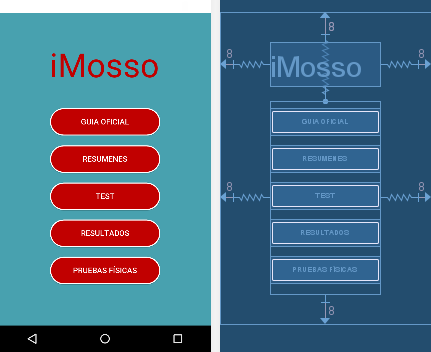 iMosso
GUIA OFICIAL
RESUMENES
TEST
RESULTADOS
PRUEBAS FÍSICAS
8
8
iMosso
8
GUIA OFICIAL
RESUMENES
8
TEST
8
RESULTADOS
PRUEBAS FÍSICAS
8